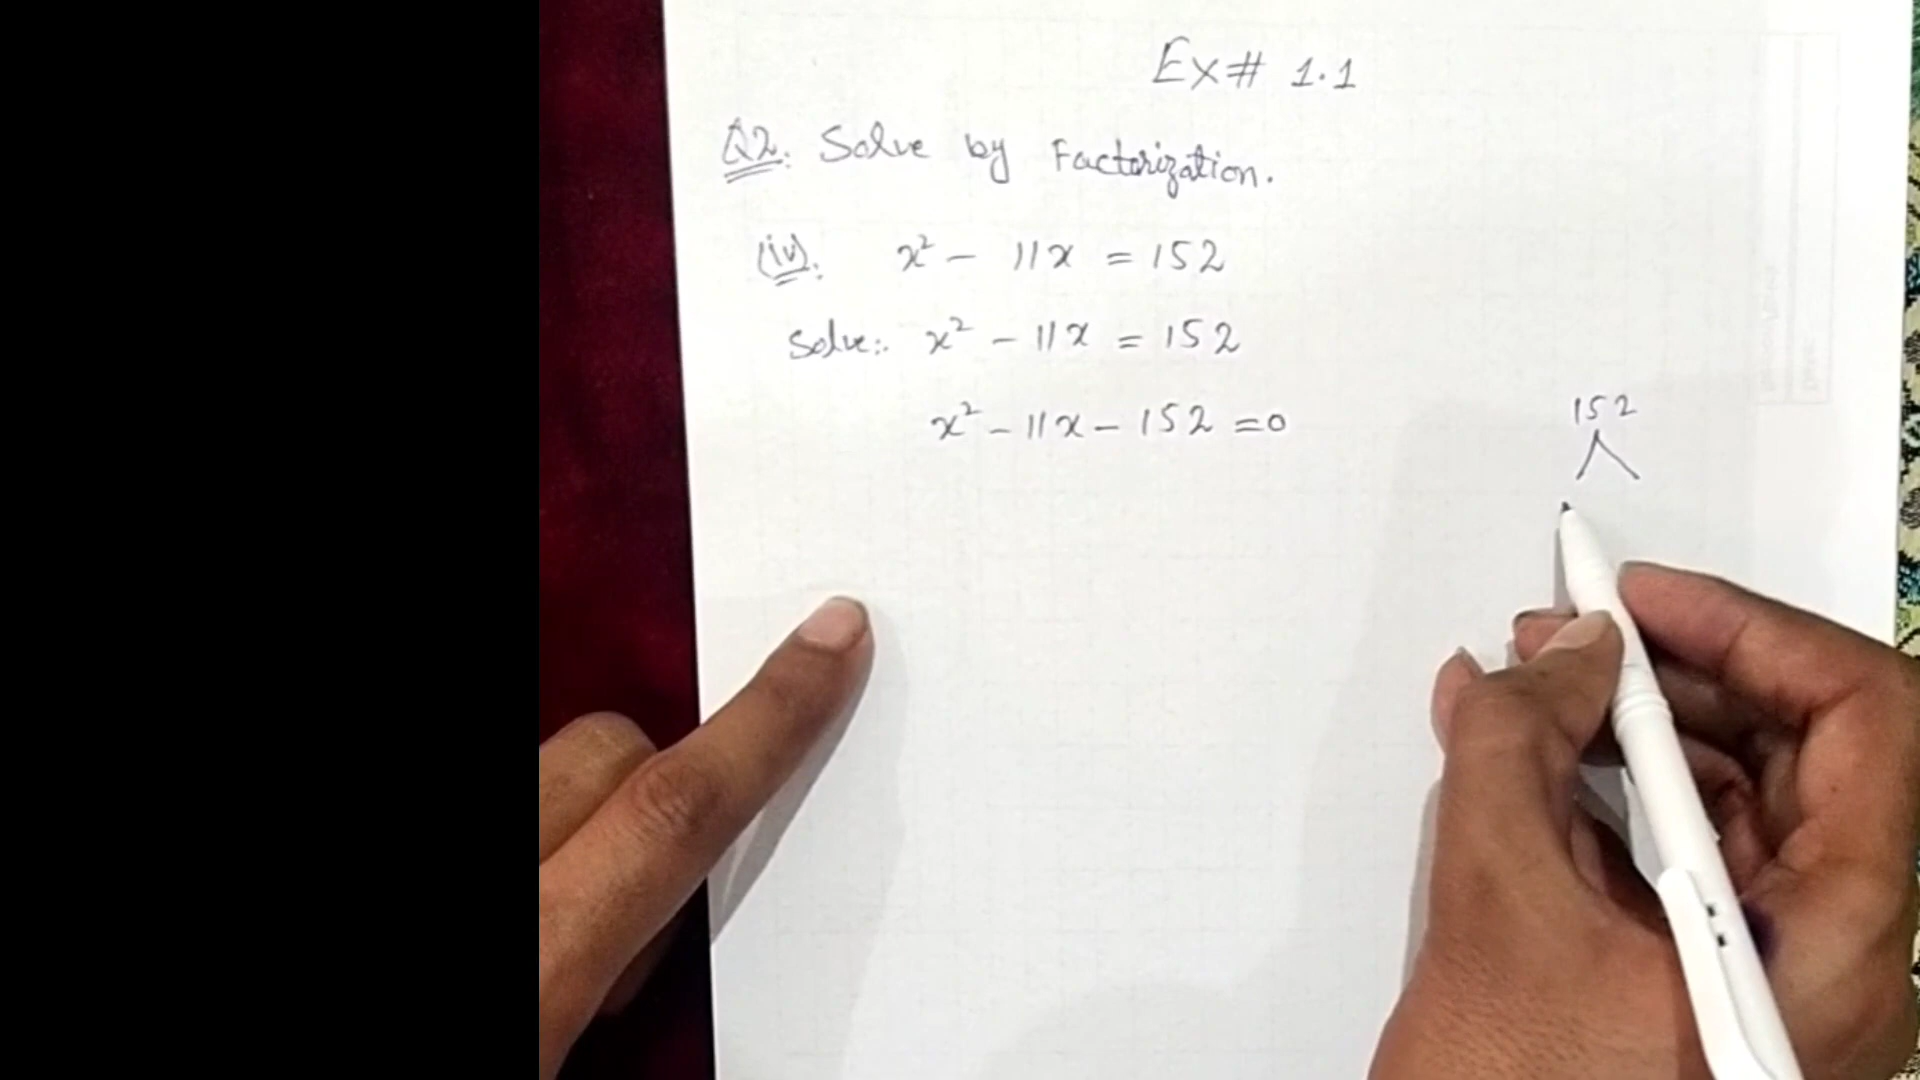 Ex# 1.1
Q2. Solve by Factorization.
(iv). x² - 11x = 152
Solve:. x² - 11x = 152
x² - 11x - 152 = 0
152